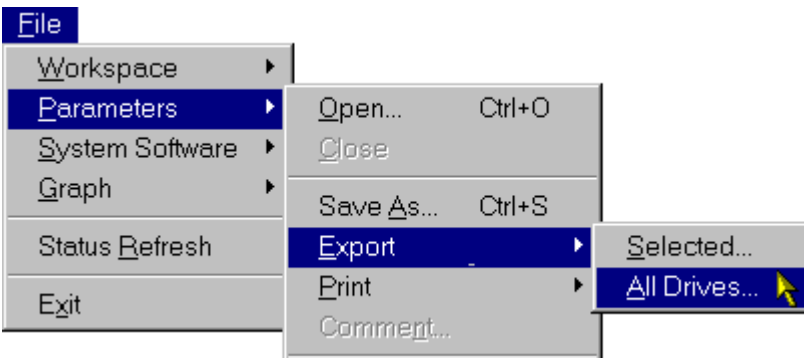 File
Workspace
Parameters
System Software
Graph
Status Refresh
Exit
Open... Ctrl+O
Close
Save As... Ctrl+S
Export
Print
Comment...
Selected...
All Drives...